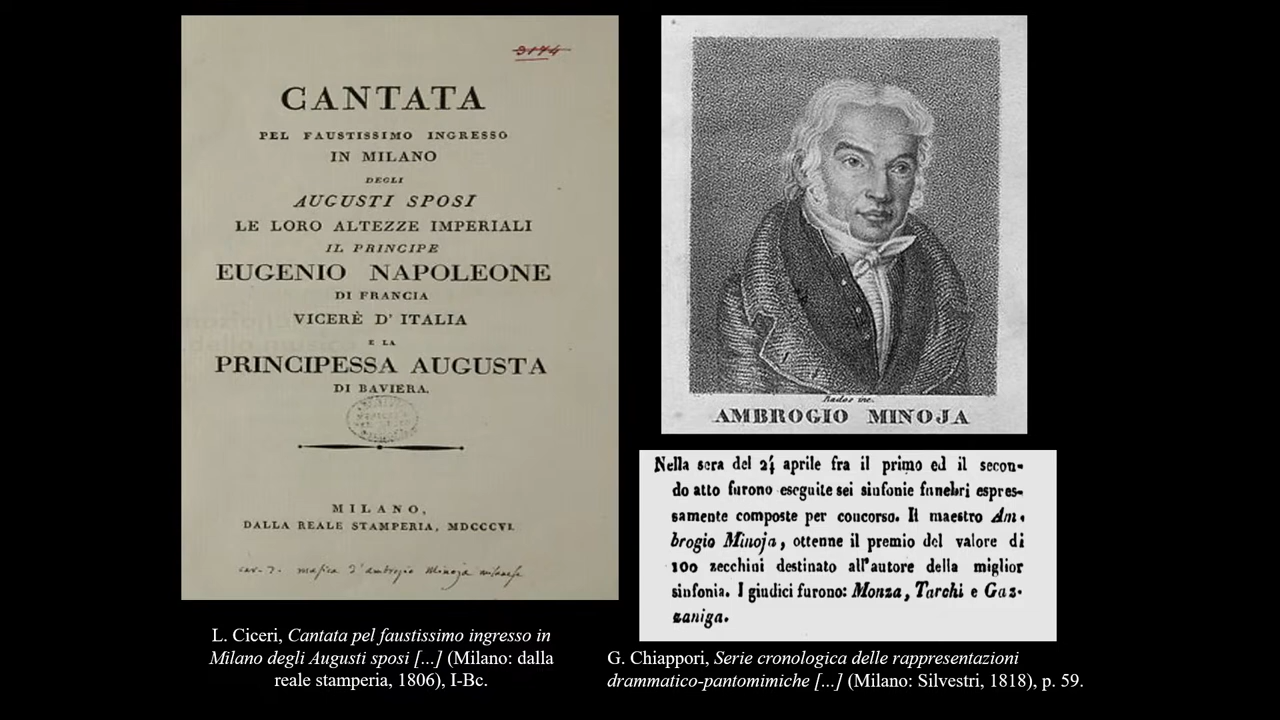 3174
CANTATA
PEL FAUSTISSIMO INGRESSO
IN MILANO
DEGLI
AUGUSTI SPOSI
LE LORO ALTEZZE IMPERIALI
IL PRINCIPE
EUGENIO NAPOLEONE
DI FRANCIA
VICERÈ D' ITALIA
E LA
PRINCIPESSA AUGUSTA
DI BAVIERA.
MILANO,
DALLA REALE STAMPERIA, MDCCCVI.
d'ambrogio Minoja milanese
L. Ciceri, Cantata pel faustissimo ingresso in
Milano degli Augusti sposi [...] (Milano: dalla
reale stamperia, 1806), I-Bc.
Rados inc.
AMBROGIO MINOJA
Nella sera del 24 aprile fra il primo ed il secon-
do atto furono eseguite sei sinfonie funebri espres-
samente composte per concorso. Il maestro Am-
brogio Minoja, ottenne il premio del valore di
100 zecchini destinato all'autore della miglior
sinfonia. I giudici furono: Monza, Tarchi e Gaz-
zaniga.
G. Chiappori, Serie cronologica delle rappresentazioni
drammatico-pantomimiche [...] (Milano: Silvestri, 1818), p. 59.